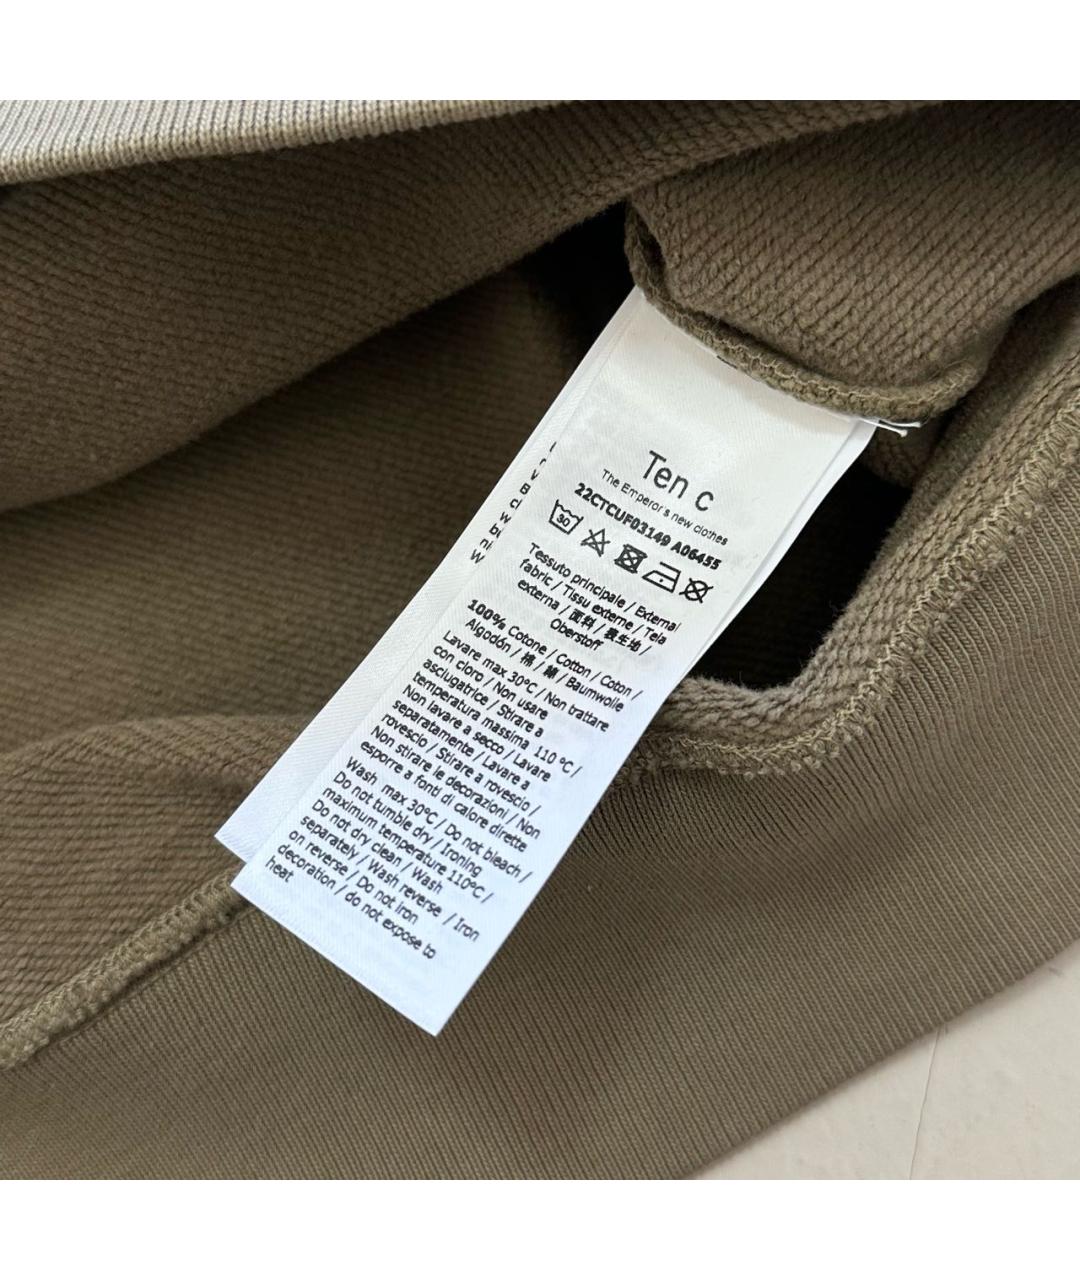 Ten c
The Emperor's new clothes
22CTCUF03149 A06455
30
Tessuto principale / External
fabric / Tissu externe / Tela
externa / 面料 / 表生地 /
Oberstoff
100% Cotone / Cotton / Coton /
Algodón / 棉 / 綿 / Baumwolle
Lavare max 30°C / Non trattare
con cloro / Non usare
asciugatrice / Stirare a
temperatura massima 110 °C /
Non lavare a secco / Lavare
separatamente / Lavare a
rovescio / Stirare a rovescio /
Non stirare le decorazioni / Non
esporre a fonti di calore dirette
Wash max 30°C / Do not bleach /
Do not tumble dry / Ironing
maximum temperature 110°C /
Do not dry clean / Wash
separately / Wash reverse / Iron
on reverse / Do not iron
decoration / do not expose to
heat